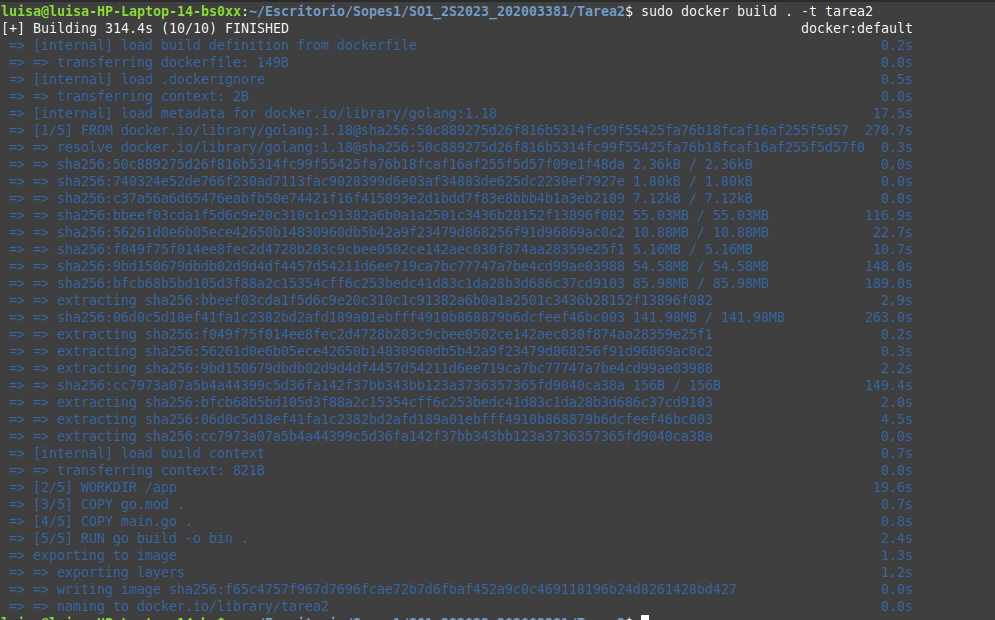 luisa@luisa-HP-Laptop-14-bs0xx:~/Escritorio/Sopes1/SO1_2S2023_202003381/Tarea2$ sudo docker build . -t tarea2
[+] Building 314.4s (10/10) FINISHED docker:default
=> [internal] load build definition from dockerfile 0.2s
=> => transferring dockerfile: 149B 0.0s
=> [internal] load .dockerignore 0.5s
=> => transferring context: 2B 0.0s
=> [internal] load metadata for docker.io/library/golang:1.18 17.5s
=> [1/5] FROM docker.io/library/golang:1.18@sha256:50c889275d26f816b5314fc99f55425fa76b18fcaf16af255f5d57 270.7s
=> => resolve docker.io/library/golang:1.18@sha256:50c889275d26f816b5314fc99f55425fa76b18fcaf16af255f5d57f0 0.3s
=> => sha256:50c889275d26f816b5314fc99f55425fa76b18fcaf16af255f5d57f09e1f48da 2.36kB / 2.36kB 0.0s
=> => sha256:740324e52de766f230ad7113fac9028399d6e03af34883de625dc2230ef7927e 1.80kB / 1.80kB 0.0s
=> => sha256:c37a56a6d65476eabfb50e74421f16f415093e2d1bdd7f83e8bbb4b1a3eb2109 7.12kB / 7.12kB 0.0s
=> => sha256:bbeef03cda1f5d6c9e20c310c1c91382a6b0a1a2501c3436b28152f13896f082 55.03MB / 55.03MB 116.9s
=> => sha256:56261d0e6b05ece42650b14830960db5b42a9f23479d868256f91d96869ac0c2 10.88MB / 10.88MB 22.7s
=> => sha256:f049f75f014ee8fec2d4728b203c9cbee0502ce142aec030f874aa28359e25f1 5.16MB / 5.16MB 10.7s
=> => sha256:9bd150679dbdb02d9d4df4457d54211d6ee719ca7bc77747a7be4cd99ae03988 54.58MB / 54.58MB 148.0s
=> => sha256:bfcb68b5bd105d3f88a2c15354cff6c253bedc41d83c1da28b3d686c37cd9103 85.98MB / 85.98MB 189.0s
=> => extracting sha256:bbeef03cda1f5d6c9e20c310c1c91382a6b0a1a2501c3436b28152f13896f082 2.9s
=> => sha256:06d0c5d18ef41fa1c2382bd2afd189a01ebfff4910b868879b6dcfeef46bc003 141.98MB / 141.98MB 263.0s
=> => extracting sha256:f049f75f014ee8fec2d4728b203c9cbee0502ce142aec030f874aa28359e25f1 0.2s
=> => extracting sha256:56261d0e6b05ece42650b14830960db5b42a9f23479d868256f91d96869ac0c2 0.3s
=> => extracting sha256:9bd150679dbdb02d9d4df4457d54211d6ee719ca7bc77747a7be4cd99ae03988 2.2s
=> => sha256:cc7973a07a5b4a44399c5d36fa142f37bb343bb123a3736357365fd9040ca38a 156B / 156B 149.4s
=> => extracting sha256:bfcb68b5bd105d3f88a2c15354cff6c253bedc41d83c1da28b3d686c37cd9103 2.0s
=> => extracting sha256:06d0c5d18ef41fa1c2382bd2afd189a01ebfff4910b868879b6dcfeef46bc003 4.5s
=> => extracting sha256:cc7973a07a5b4a44399c5d36fa142f37bb343bb123a3736357365fd9040ca38a 0.0s
=> [internal] load build context 0.7s
=> => transferring context: 821B 0.0s
=> [2/5] WORKDIR /app 19.6s
=> [3/5] COPY go.mod . 0.7s
=> [4/5] COPY main.go . 0.8s
=> [5/5] RUN go build -o bin . 2.4s
=> exporting to image 1.3s
=> => exporting layers 1.2s
=> => writing image sha256:f65c4757f967d7696fcae72b7d6fbaf452a9c0c469118196b24d8261428bd427 0.0s
=> => naming to docker.io/library/tarea2 0.0s
luisa@luisa-HP-Laptop-14-bs0xx:~/Escritorio/Sopes1/SO1_2S2023_202003381/Tarea2$